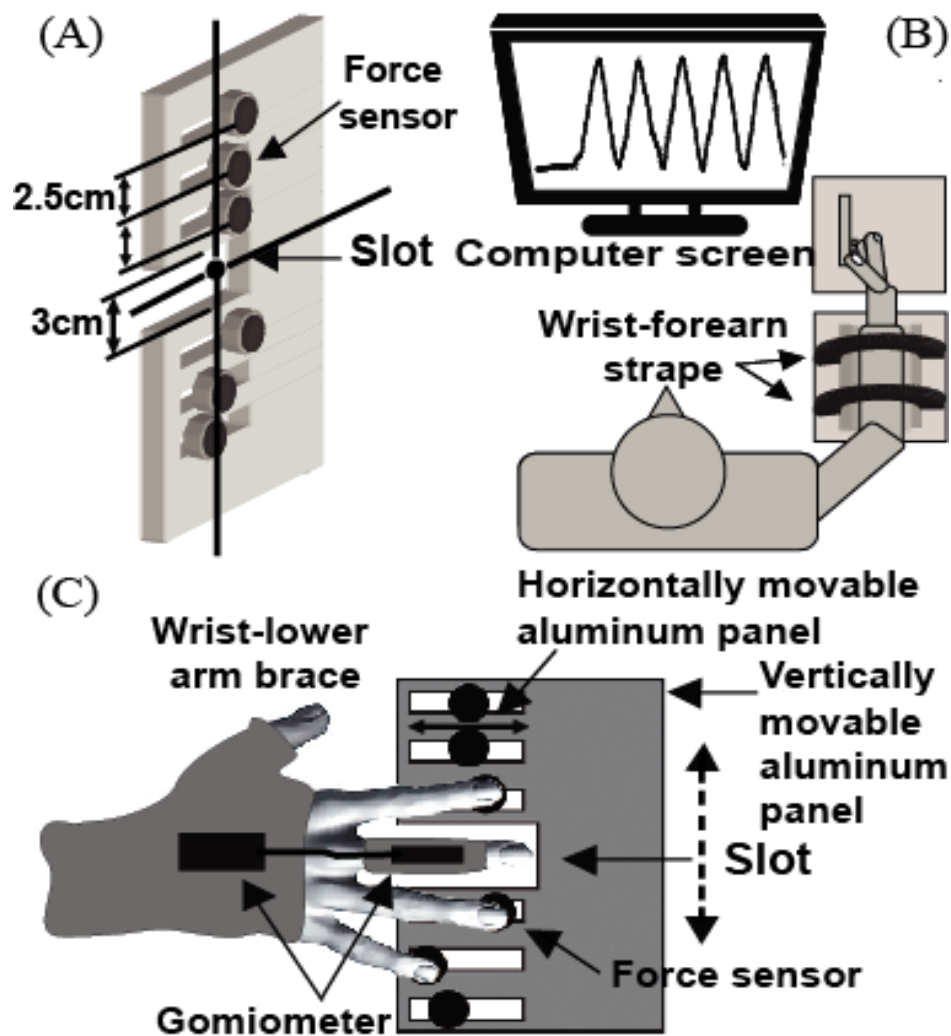 (A)
Force
sensor
2.5cm
Slot
3cm
(B)
Computer screen
Wrist-forearn
strape
(C)
Wrist-lower
arm brace
Horizontally movable
aluminum panel
Vertically
movable
aluminum
panel
Slot
Force sensor
Gomiometer